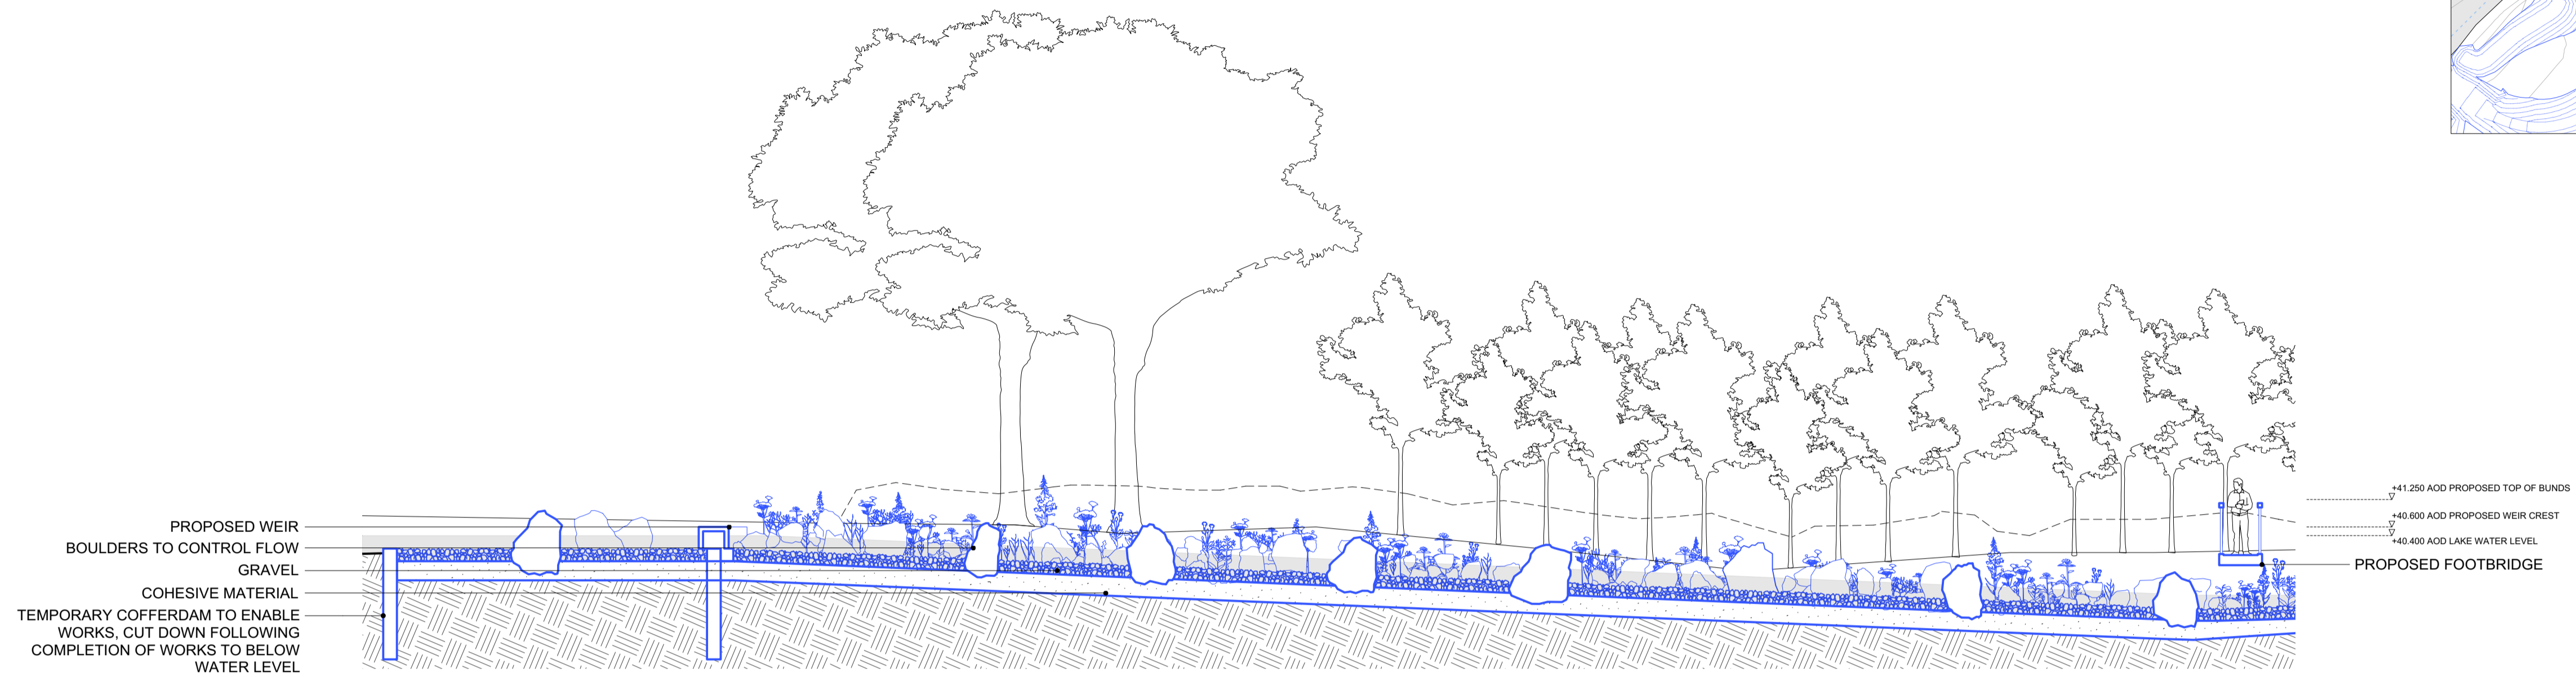 PROPOSED WEIR
BOULDERS TO CONTROL FLOW
GRAVEL
COHESIVE MATERIAL
TEMPORARY COFFERDAM TO ENABLE
WORKS, CUT DOWN FOLLOWING
COMPLETION OF WORKS TO BELOW
WATER LEVEL
+41.250 AOD PROPOSED TOP OF BUNDS
+40.600 AOD PROPOSED WEIR CREST
+40.400 AOD LAKE WATER LEVEL
PROPOSED FOOTBRIDGE